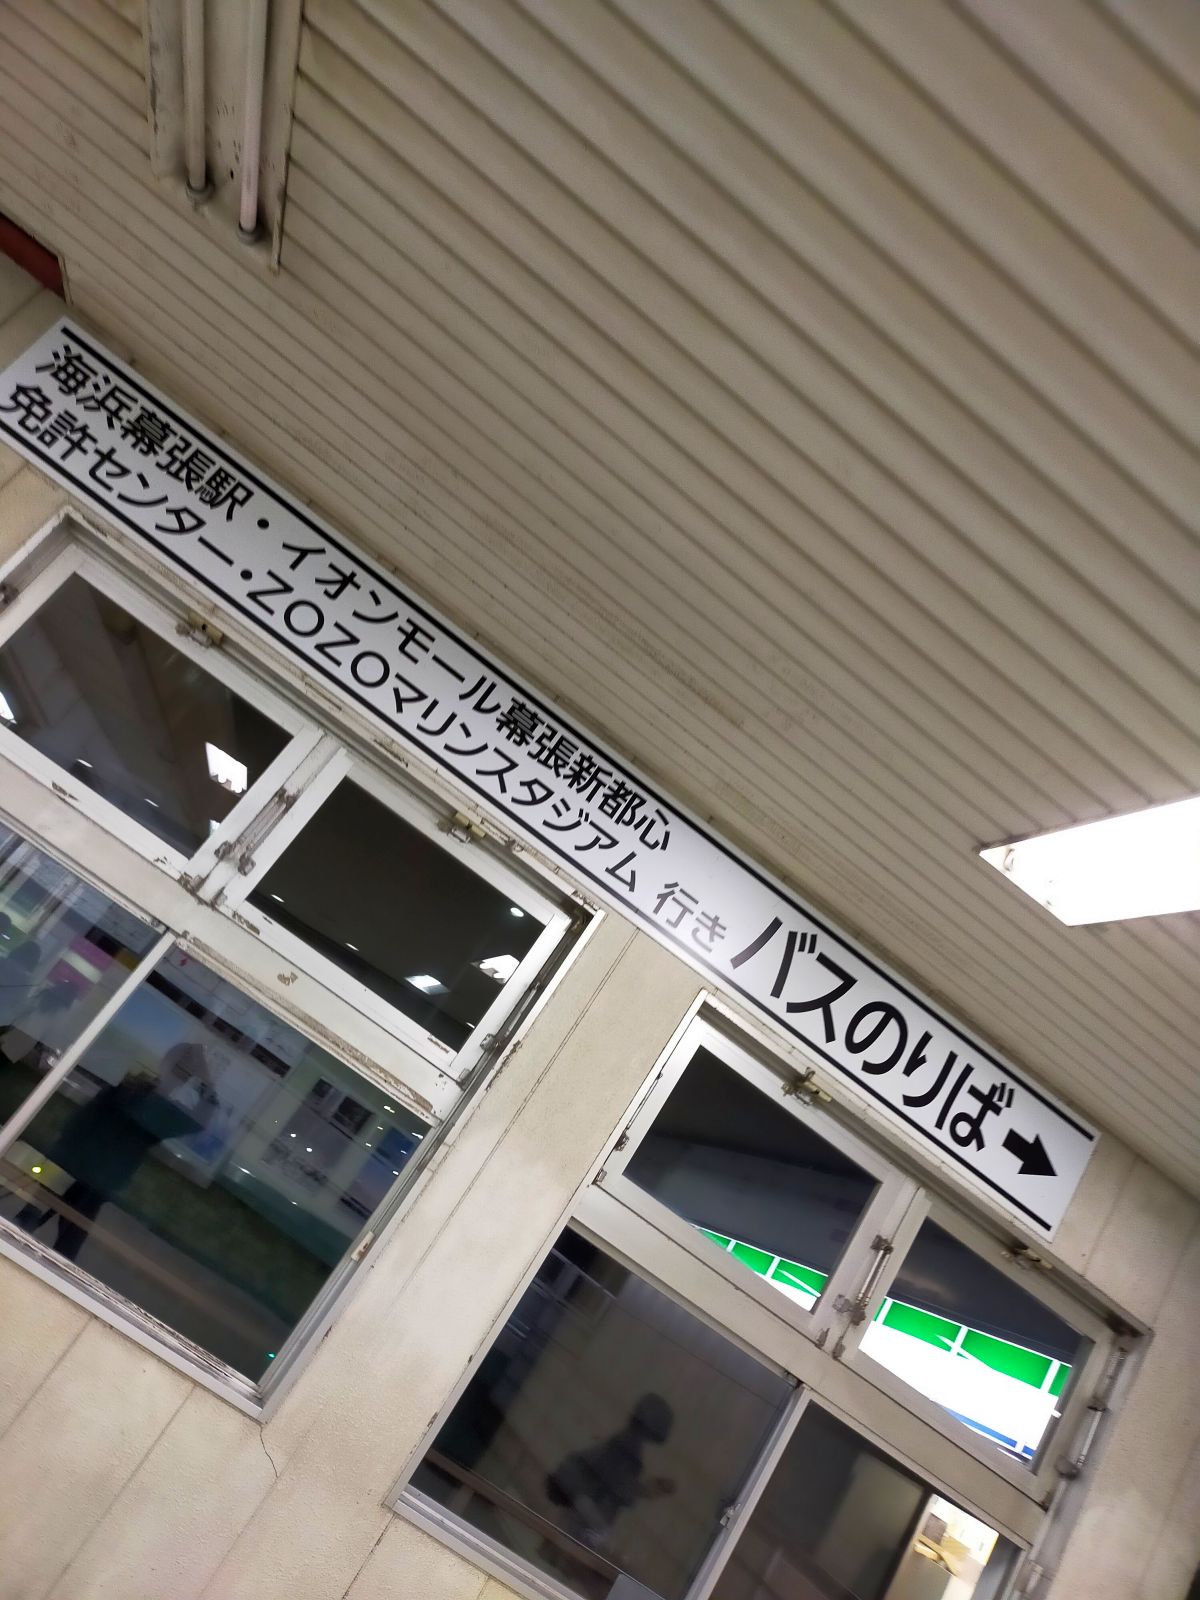 海浜幕張駅・イオンモール幕張新都心
免許センター・ZOZOマリンスタジアム 行き
バスのりば➡